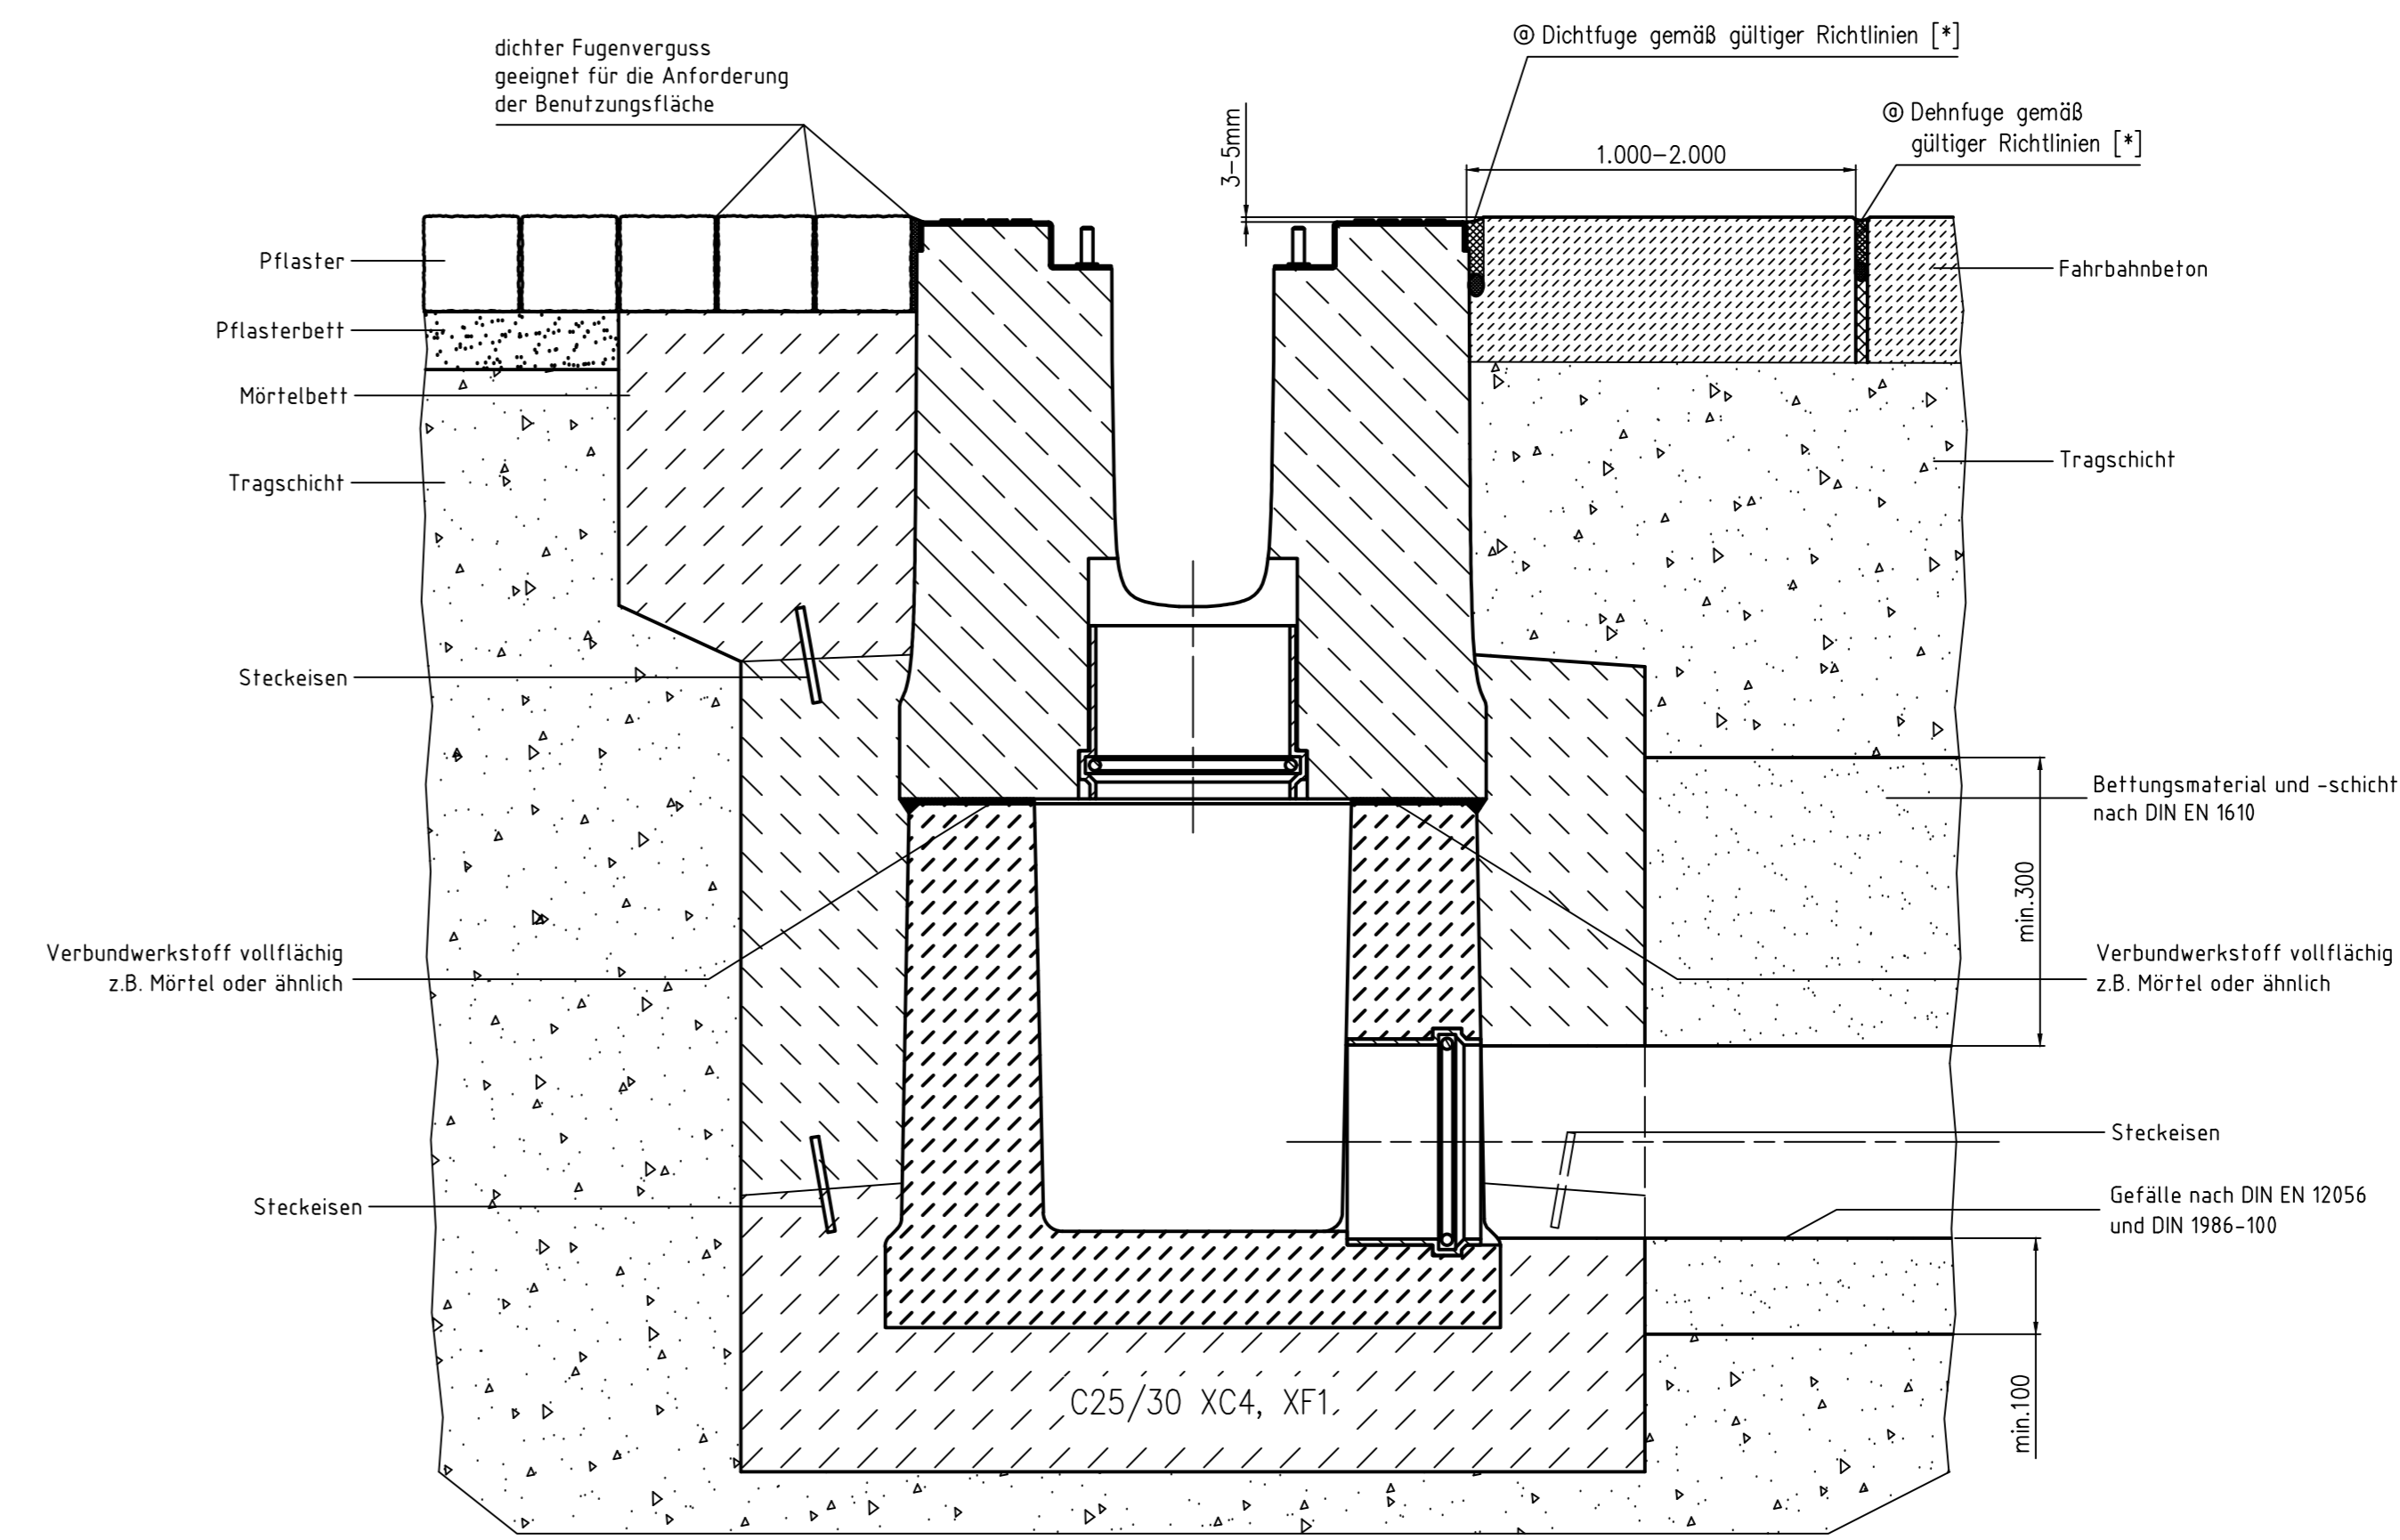 dichter Fugenverguss
geeignet für die Anforderung
der Benutzungsfläche
@ Dichtfuge gemäß gültiger Richtlinien [*]
@ Dehnfuge gemäß
gültiger Richtlinien [*]
3-5mm
1.000-2.000
Pflaster
Pflasterbett
Mörtelbett
Tragschicht
Steckeisen
Verbundwerkstoff vollflächig
z.B. Mörtel oder ähnlich
Steckeisen
Fahrbahnbeton
Tragschicht
Bettungsmaterial und -schicht
nach DIN EN 1610
min.300
Verbundwerkstoff vollflächig
z.B. Mörtel oder ähnlich
Steckeisen
Gefälle nach DIN EN 12056
und DIN 1986-100
min.100
C25/30 XC4, XF1